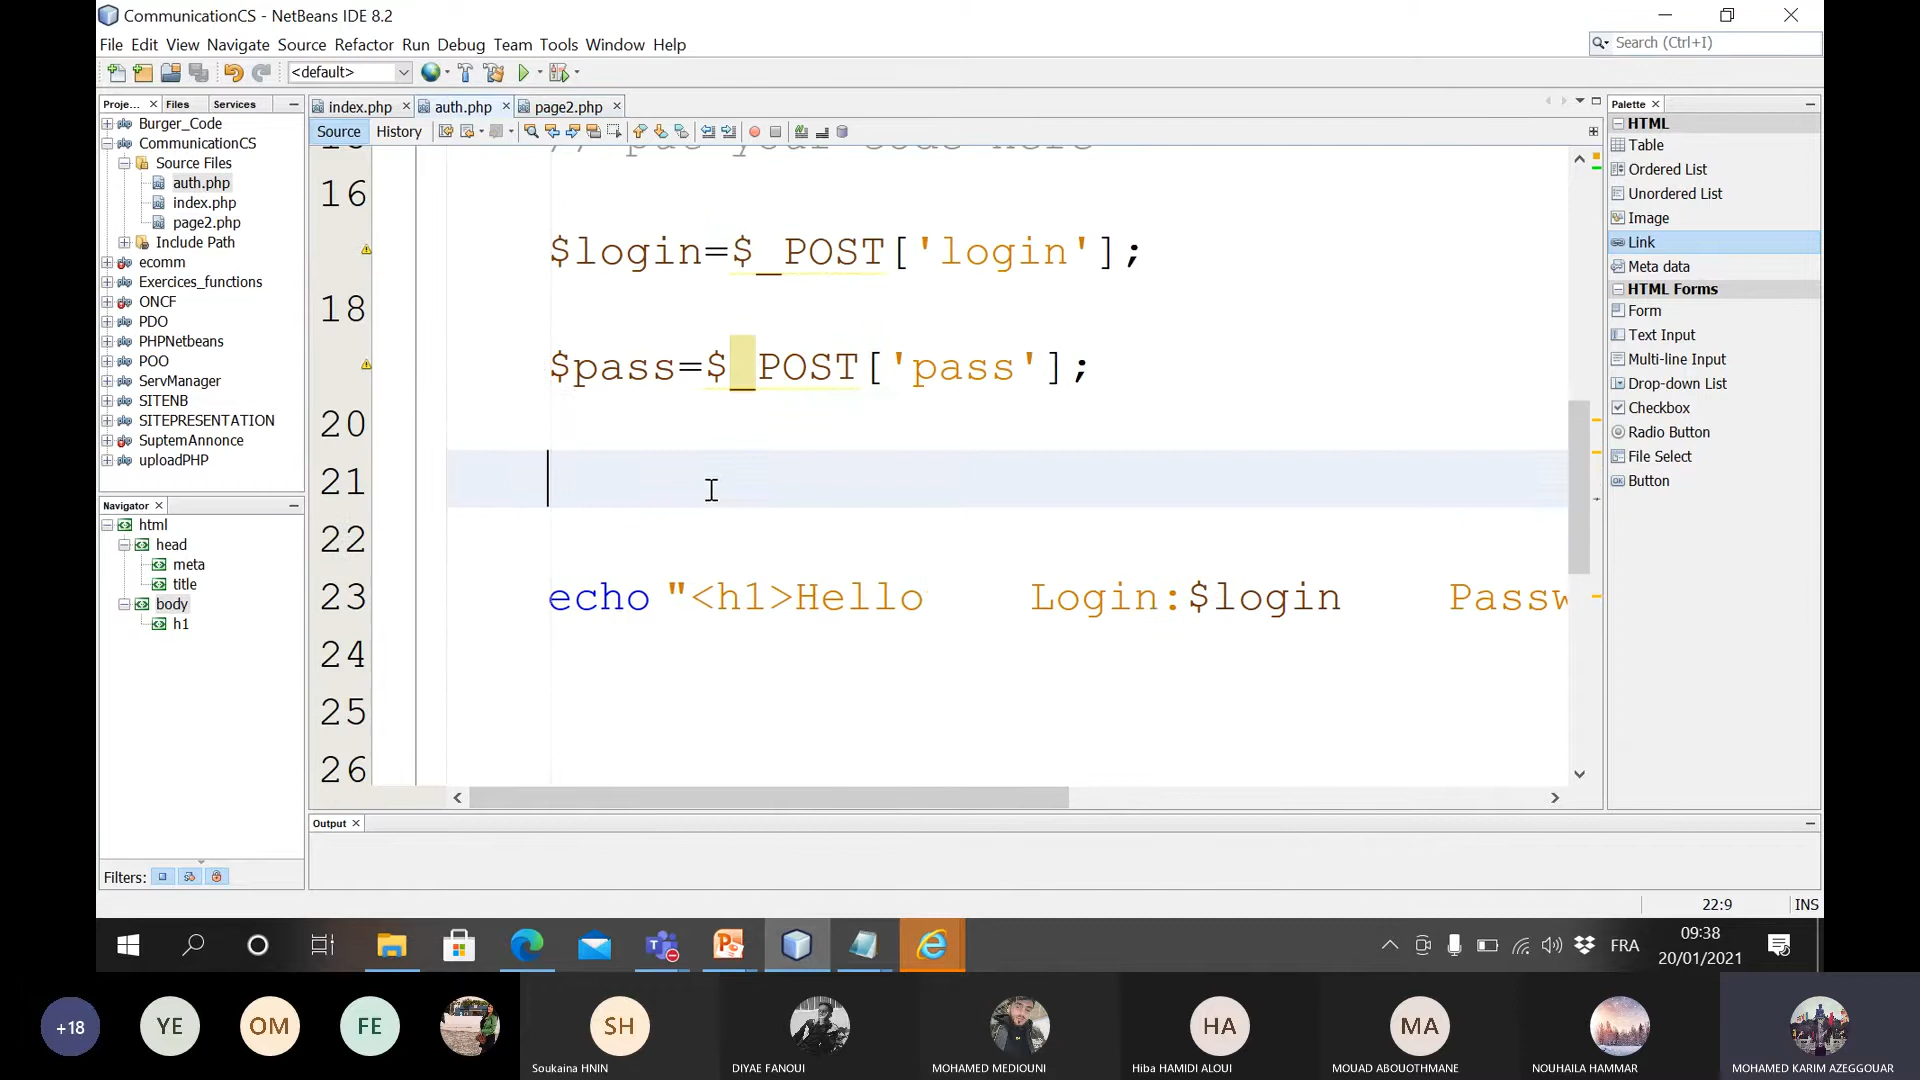 CommunicationCS - NetBeans IDE 8.2
File Edit View Navigate Source Refactor Run Debug Team Tools Window Help
Search (Ctrl+I)
<default>
Proje... Files Services
Burger_Code
CommunicationCS
Source Files
auth.php
index.php
page2.php
Include Path
ecomm
Exercices_functions
ONCF
PDO
PHPNetbeans
POO
ServManager
SITENB
SITEPRESENTATION
SuptemAnnonce
uploadPHP
Navigator
html
head
meta
title
body
h1
Filters:
index.php auth.php page2.php
Source History
// put your code here
16
$login=$_POST['login'];
18
$pass=$_POST['pass'];
20
21
22
23 echo "<h1>Hello Login:$login Passw
24
25
26
Output
Palette
HTML
Table
Ordered List
Unordered List
Image
Link
Meta data
HTML Forms
Form
Text Input
Multi-line Input
Drop-down List
Checkbox
Radio Button
File Select
Button
22:9 INS
FRA
09:38
20/01/2021
+18
YE
OM
FE
SH
Soukaina HNIN
DIYAE FANOUI
MOHAMED MEDIOUNI
HA
Hiba HAMIDI ALOUI
MA
MOUAD ABOUOTHMANE
NOUHAILA HAMMAR
MOHAMED KARIM AZEGGOUAR